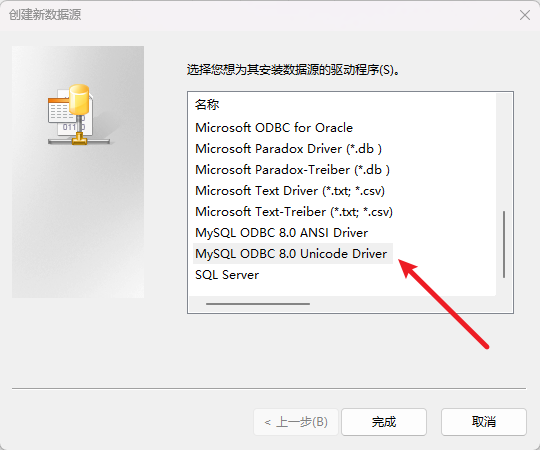 创建新数据源
选择您想为其安装数据源的驱动程序(S)。
名称
Microsoft ODBC for Oracle
Microsoft Paradox Driver (*.db )
Microsoft Paradox-Treiber (*.db )
Microsoft Text Driver (*.txt; *.csv)
Microsoft Text-Treiber (*.txt; *.csv)
MySQL ODBC 8.0 ANSI Driver
MySQL ODBC 8.0 Unicode Driver
SQL Server
< 上一步(B)
完成
取消